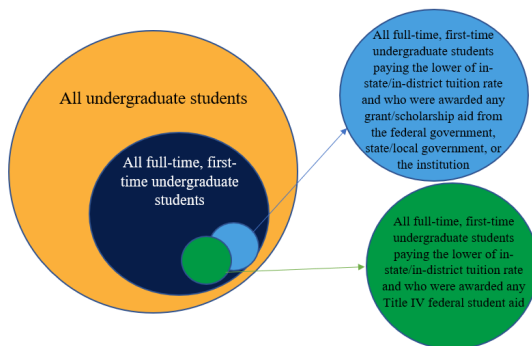 All undergraduate students
All full-time, first-
time undergraduate
students
All full-time, first-time
undergraduate students
paying the lower of in-
state/in-district tuition rate
and who were awarded any
grant/scholarship aid from
the federal government,
state/local government, or
the institution
All full-time, first-time
undergraduate students
paying the lower of in-
state/in-district tuition rate
and who were awarded any
Title IV federal student aid